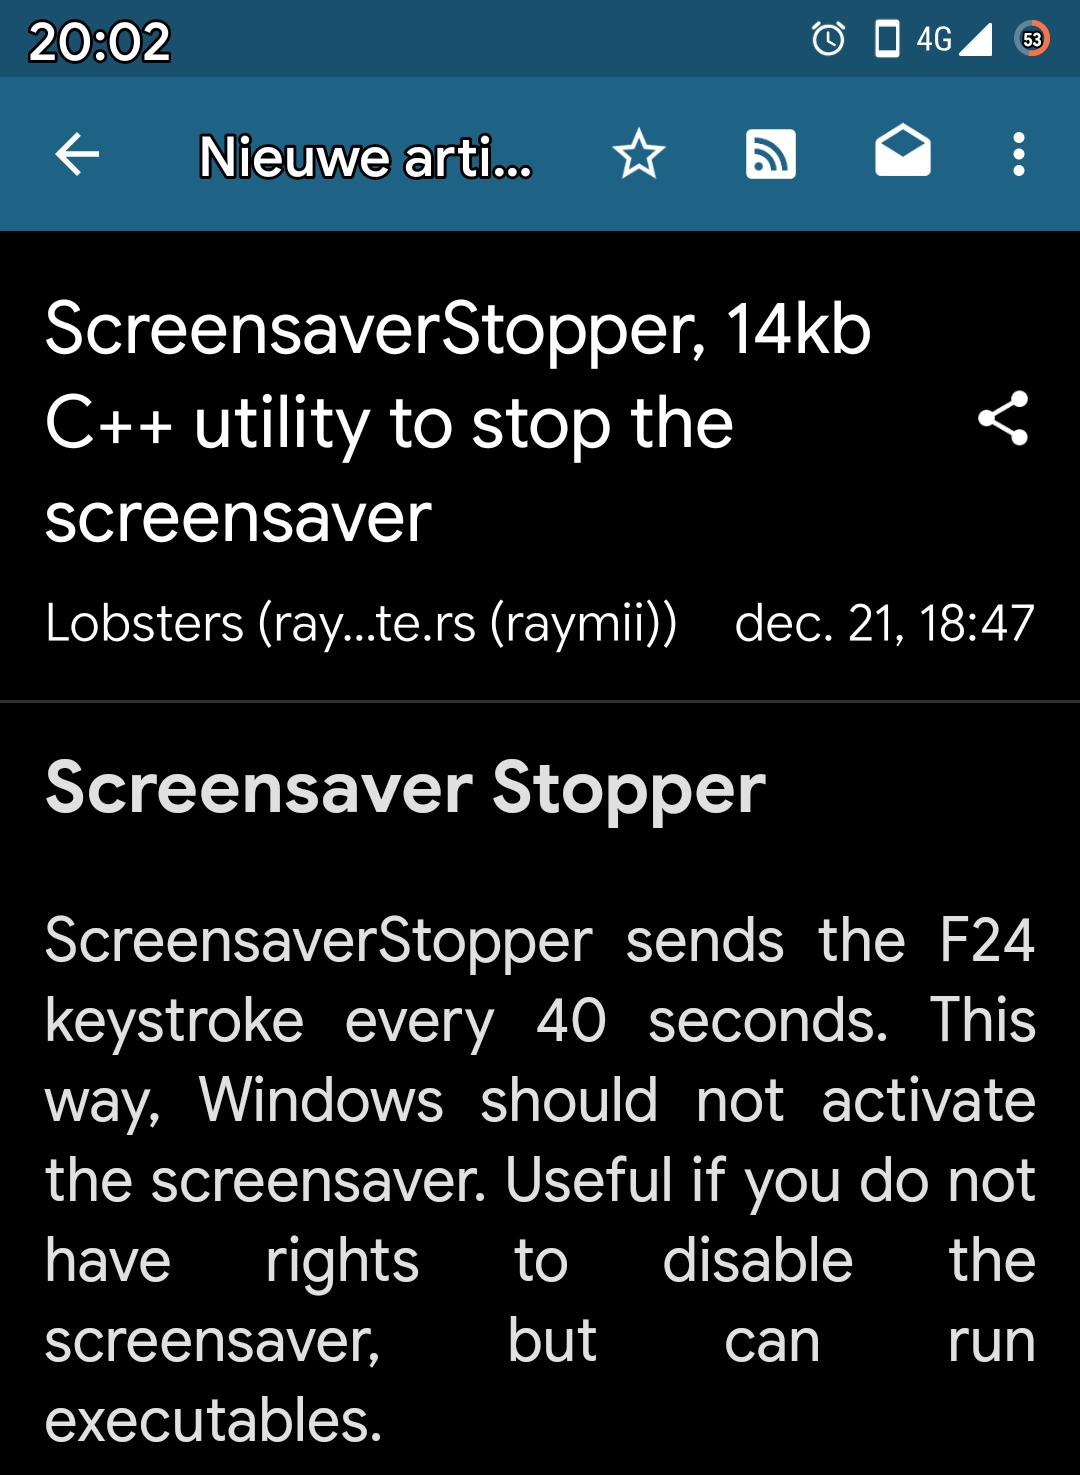 20:02
4G
53
Nieuwe arti...
ScreensaverStopper, 14kb
C++ utility to stop the
screensaver
Lobsters (ray...te.rs (raymii)) dec. 21, 18:47
Screensaver Stopper
ScreensaverStopper sends the F24
keystroke every 40 seconds. This
way, Windows should not activate
the screensaver. Useful if you do not
have rights to disable the
screensaver, but can run
executables.